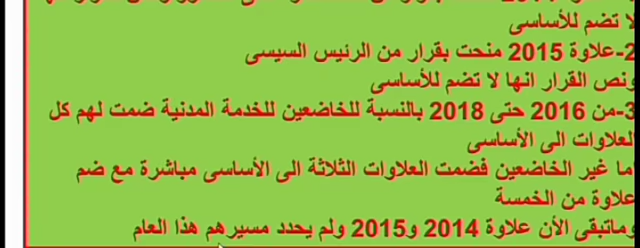 لا تضم للأساسى
2-علاوة 2015 منحت بقرار من الرئيس السيسى
ونص القرار انها لا تضم للأساسى
3-من 2016 حتى 2018 بالنسبة للخاضعين للخدمة المدنية ضمت لهم كل
العلاوات الى الأساسى
ما غير الخاضعين فضمت العلاوات الثلاثة الى الأساسى مباشرة مع ضم
علاوة من الخمسة
وماتبقى الأن علاوة 2014 و2015 ولم يحدد مسيرهم هذا العام